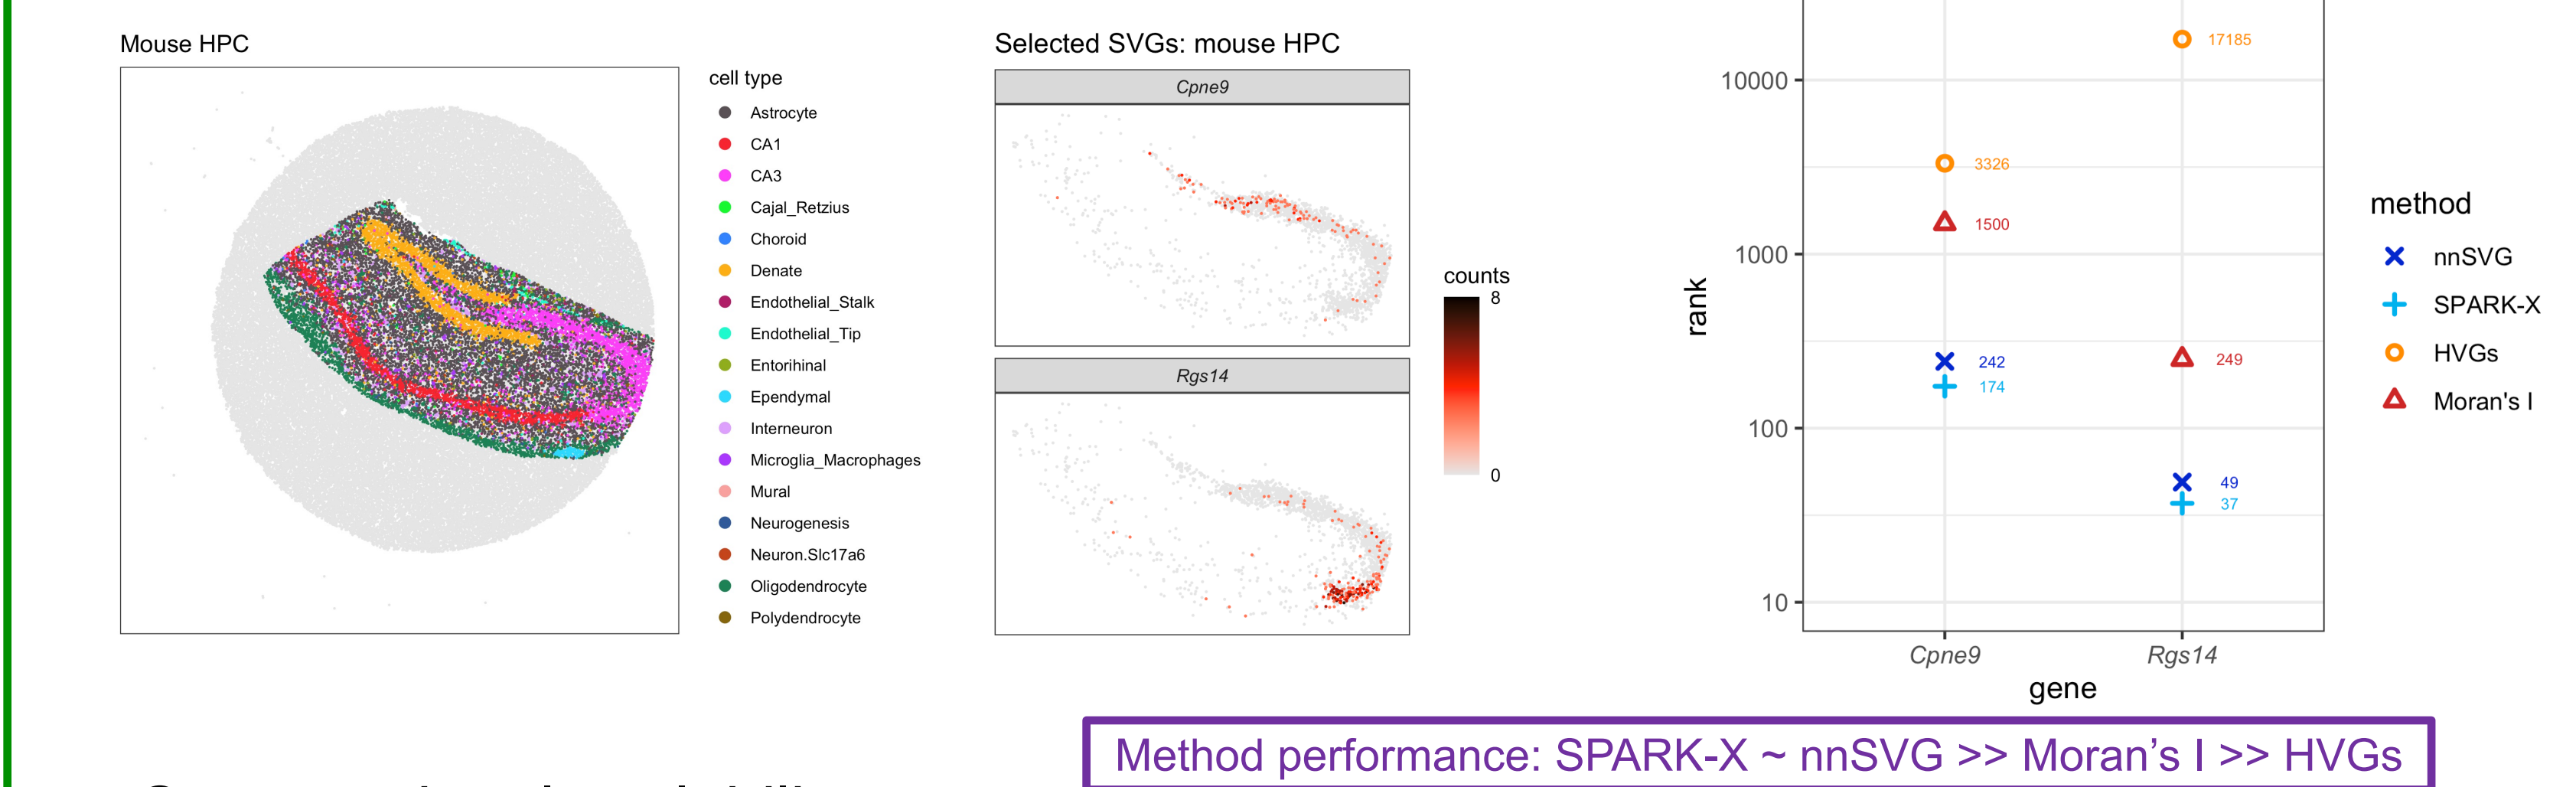 Mouse HPC
cell type
Astrocyte
CA1
CA3
Cajal_Retzius
Choroid
Denate
Endothelial_Stalk
Endothelial_Tip
Entorihinal
Ependymal
Interneuron
Microglia_Macrophages
Mural
Neurogenesis
Neuron.Slc17a6
Oligodendrocyte
Polydendrocyte
Selected SVGs: mouse HPC
Cpne9
Rgs14
counts
8
0
rank
10000
1000
100
10
17185
3326
1500
242
174
249
49
37
Cpne9
Rgs14
gene
method
nnSVG
SPARK-X
HVGs
Moran's I
Method performance: SPARK-X ~ nnSVG >> Moran’s I >> HVGs